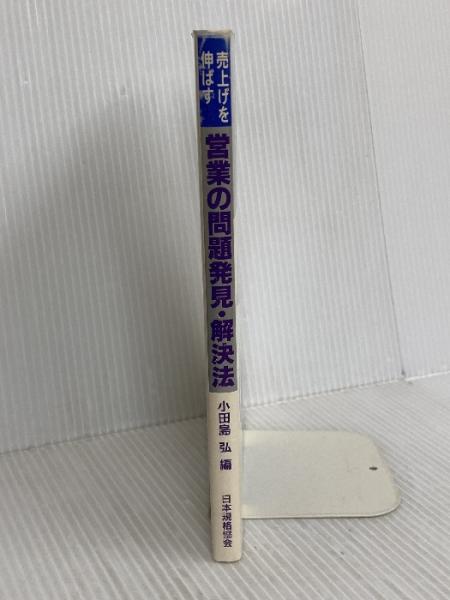 売上げを
伸ばす
営業の問題発見・解決法
小田島 弘 編
日本規格協会